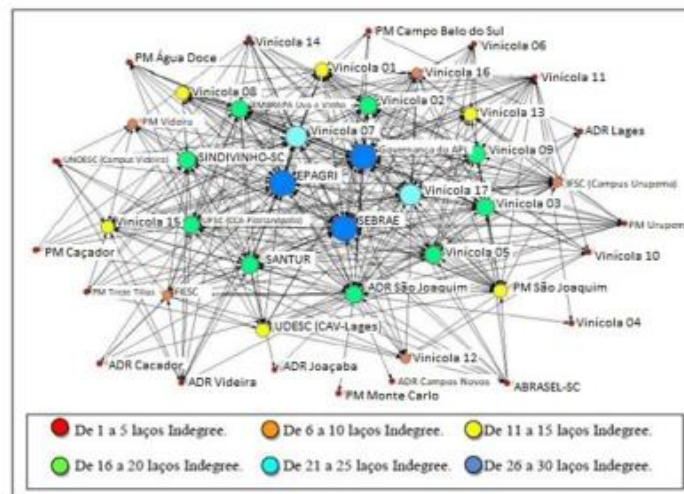 PM Campo Belo do Sul
Vinícola 14
Vinícola 06
PM Água Doce
Vinícola 01
Vinícola 16
Vinícola 11
Vinícola 08
EMBRAPA Uva e Vinho
Vinícola 02
Vinícola 13
PM Videira
Vinícola 07
ADR Lages
Governança do APL
Vinícola 09
UNOESC (Campus Videira)
SINDIVINHO-SC
EPAGRI
IFSC (Campus Urupema)
Vinícola 17
Vinícola 03
Vinícola 15
UFSC (CCA Florianópolis)
SEBRAE
PM Urupema
PM Caçador
Vinícola 05
Vinícola 10
SANTUR
PM Treze Tílias
FIESC
ADR São Joaquim
PM São Joaquim
UDESC (CAV-Lages)
Vinícola 04
ADR Caçador
Vinícola 12
ADR Joaçaba
ADR Videira
ADR Campos Novos
ABRASEL-SC
PM Monte Carlo
De 1 a 5 laços Indegree. De 6 a 10 laços Indegree. De 11 a 15 laços Indegree.
De 16 a 20 laços Indegree. De 21 a 25 laços Indegree. De 26 a 30 laços Indegree.